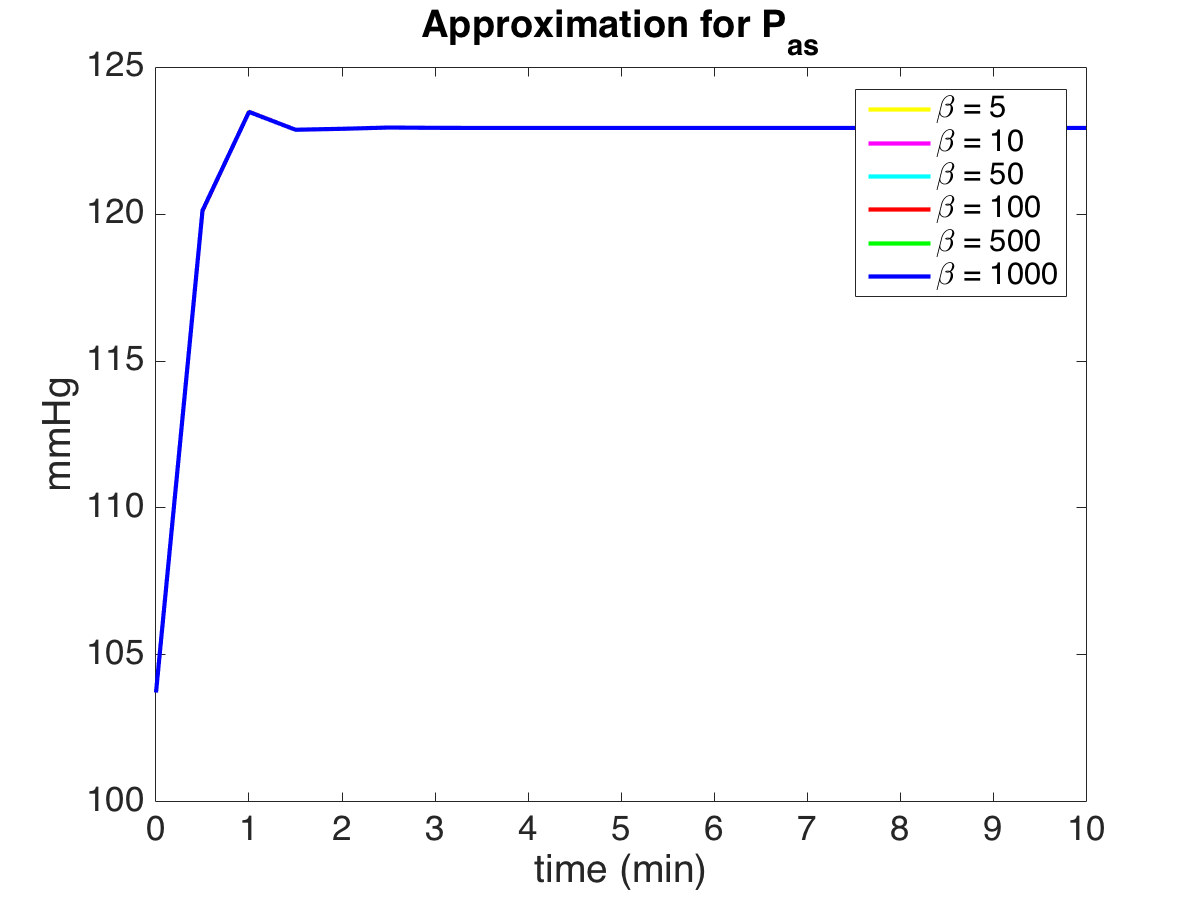 Approximation for P_as
125
120
115
110
105
100
mmHg
β = 5
β = 10
β = 50
β = 100
β = 500
β = 1000
0 1 2 3 4 5 6 7 8 9 10
time (min)